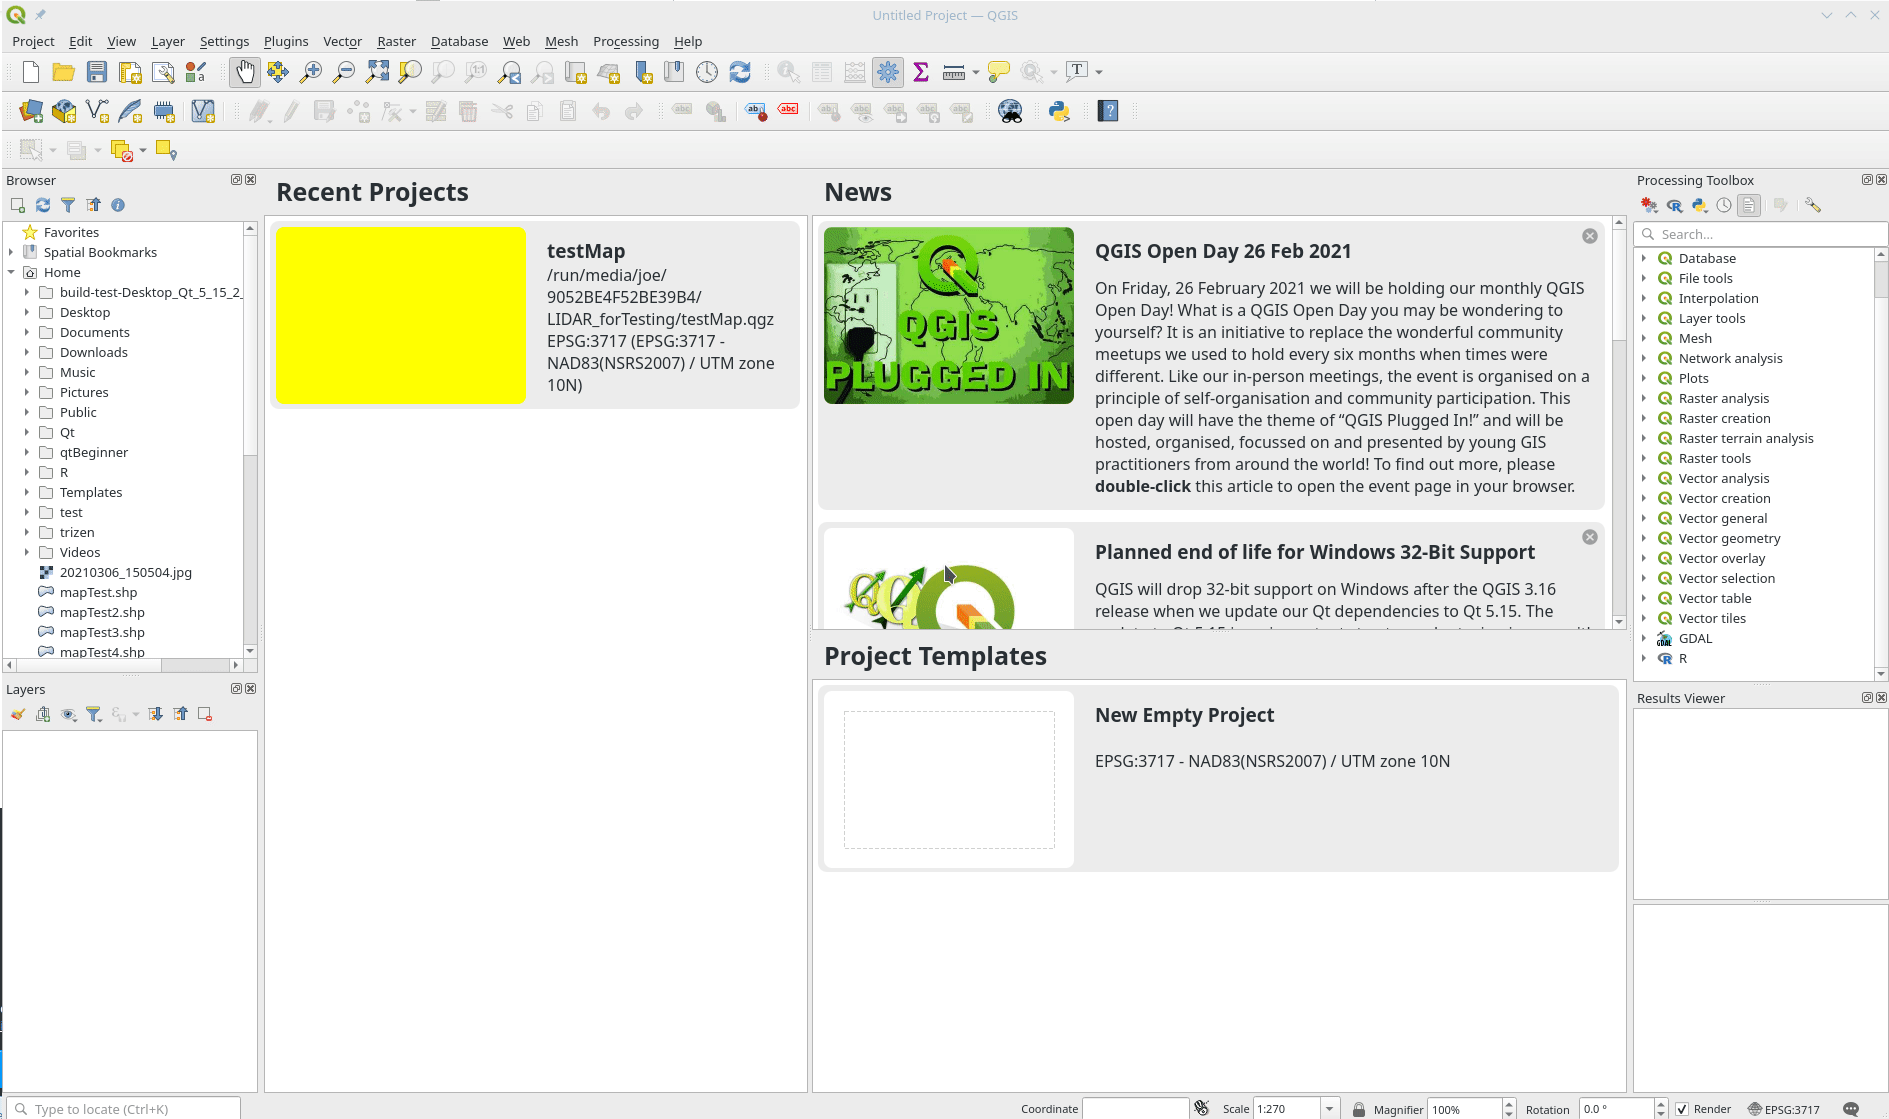 Untitled Project — QGIS
Project Edit View Layer Settings Plugins Vector Raster Database Web Mesh Processing Help
Browser
Favorites
Spatial Bookmarks
Home
build-test-Desktop_Qt_5_15_2_
Desktop
Documents
Downloads
Music
Pictures
Public
Qt
qtBeginner
R
Templates
test
trizen
Videos
20210306_150504.jpg
mapTest.shp
mapTest2.shp
mapTest3.shp
mapTest4.shp
Layers
Type to locate (Ctrl+K)
Recent Projects
testMap
/run/media/joe/
9052BE4F52BE39B4/
LIDAR_forTesting/testMap.qgz
EPSG:3717 (EPSG:3717 -
NAD83(NSRS2007) / UTM zone
10N)
News
QGIS
PLUGGED IN
QGIS Open Day 26 Feb 2021
On Friday, 26 February 2021 we will be holding our monthly QGIS
Open Day! What is a QGIS Open Day you may be wondering to
yourself? It is an initiative to replace the wonderful community
meetups we used to hold every six months when times were
different. Like our in-person meetings, the event is organised on a
principle of self-organisation and community participation. This
open day will have the theme of “QGIS Plugged In!” and will be
hosted, organised, focussed on and presented by young GIS
practitioners from around the world! To find out more, please
double-click this article to open the event page in your browser.
Planned end of life for Windows 32-Bit Support
QGIS will drop 32-bit support on Windows after the QGIS 3.16
release when we update our Qt dependencies to Qt 5.15. The
Project Templates
New Empty Project
EPSG:3717 - NAD83(NSRS2007) / UTM zone 10N
Processing Toolbox
Search...
Database
File tools
Interpolation
Layer tools
Mesh
Network analysis
Plots
Raster analysis
Raster creation
Raster terrain analysis
Raster tools
Vector analysis
Vector creation
Vector general
Vector geometry
Vector overlay
Vector selection
Vector table
Vector tiles
GDAL
R
Results Viewer
Coordinate Scale 1:270 Magnifier 100% Rotation 0.0 ° Render EPSG:3717